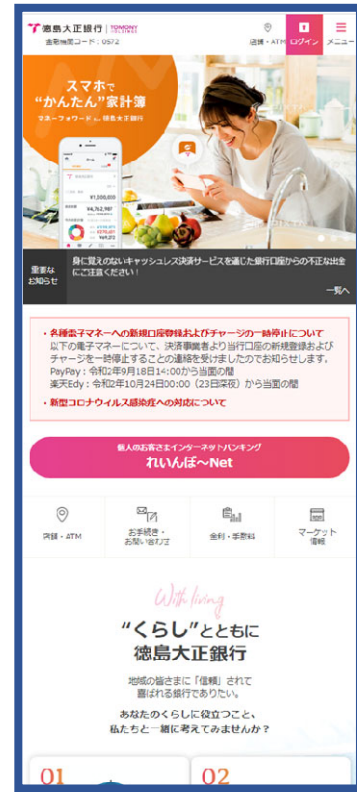 徳島大正銀行 TOMONY HOLDINGS
金融機関コード：0572
店舗・ATM ログイン メニュー
スマホで
“かんたん”家計簿
マネーフォワード for 徳島大正銀行
¥1,000,000
¥4,762,987
重要な
お知らせ
身に覚えのないキャッシュレス決済サービスを通じた銀行口座からの不正な出金
にご注意ください！
一覧へ
・各種電子マネーへの新規口座登録およびチャージの一時停止について
以下の電子マネーについて、決済事業者より当行口座の新規登録および
チャージを一時停止することの連絡を受けましたのでお知らせします。
PayPay：令和2年9月18日14:00から当面の間
楽天Edy：令和2年10月24日00:00（23日深夜）から当面の間
・新型コロナウイルス感染症への対応について
個人のお客さまインターネットバンキング
れいんぼ～Net
店舗・ATM
お手続き・
お問い合わせ
金利・手数料
マーケット
情報
With living
“くらし”とともに
徳島大正銀行
地域の皆さまに「信頼」されて
喜ばれる銀行でありたい。
あなたのくらしに役立つこと、
私たちと一緒に考えてみませんか？
01 02